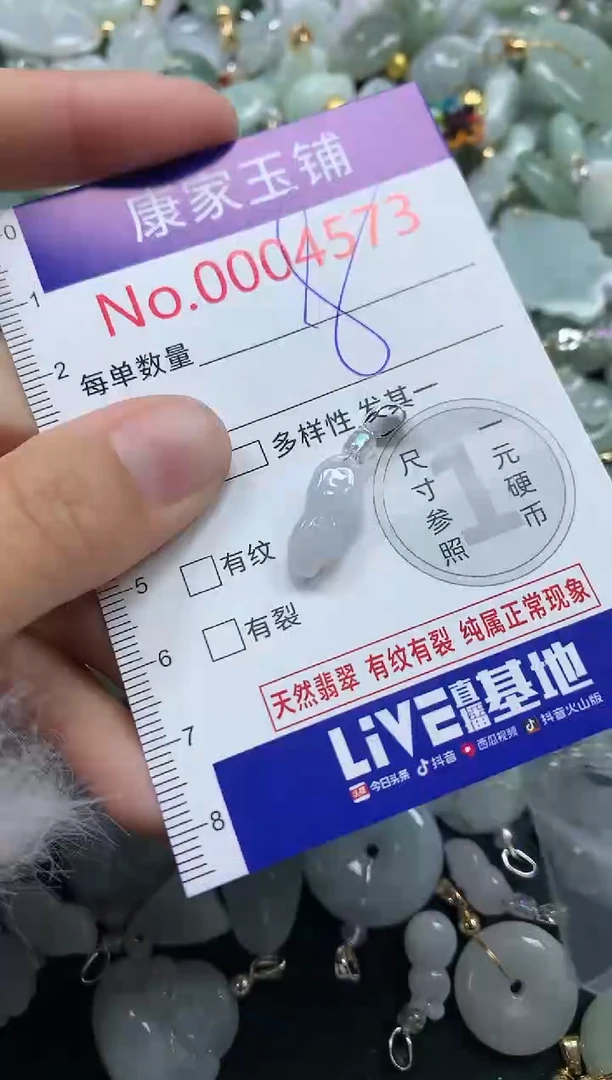 康家玉铺
No.0004573
每单数量
多样性 发其一
一元硬币
尺寸参照
1
有纹
有裂
天然翡翠 有纹有裂 纯属正常现象
LiVE直播基地
今日头条 抖音 西瓜视频 抖音火山版
0
1
2
5
6
7
8